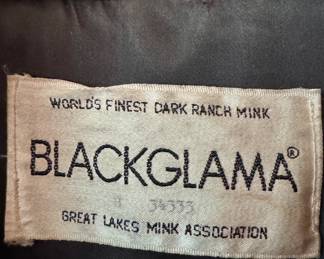 WORLD'S FINEST DARK RANCH MINK
BLACKGLAMA®
34333
GREAT LAKES MINK ASSOCIATION